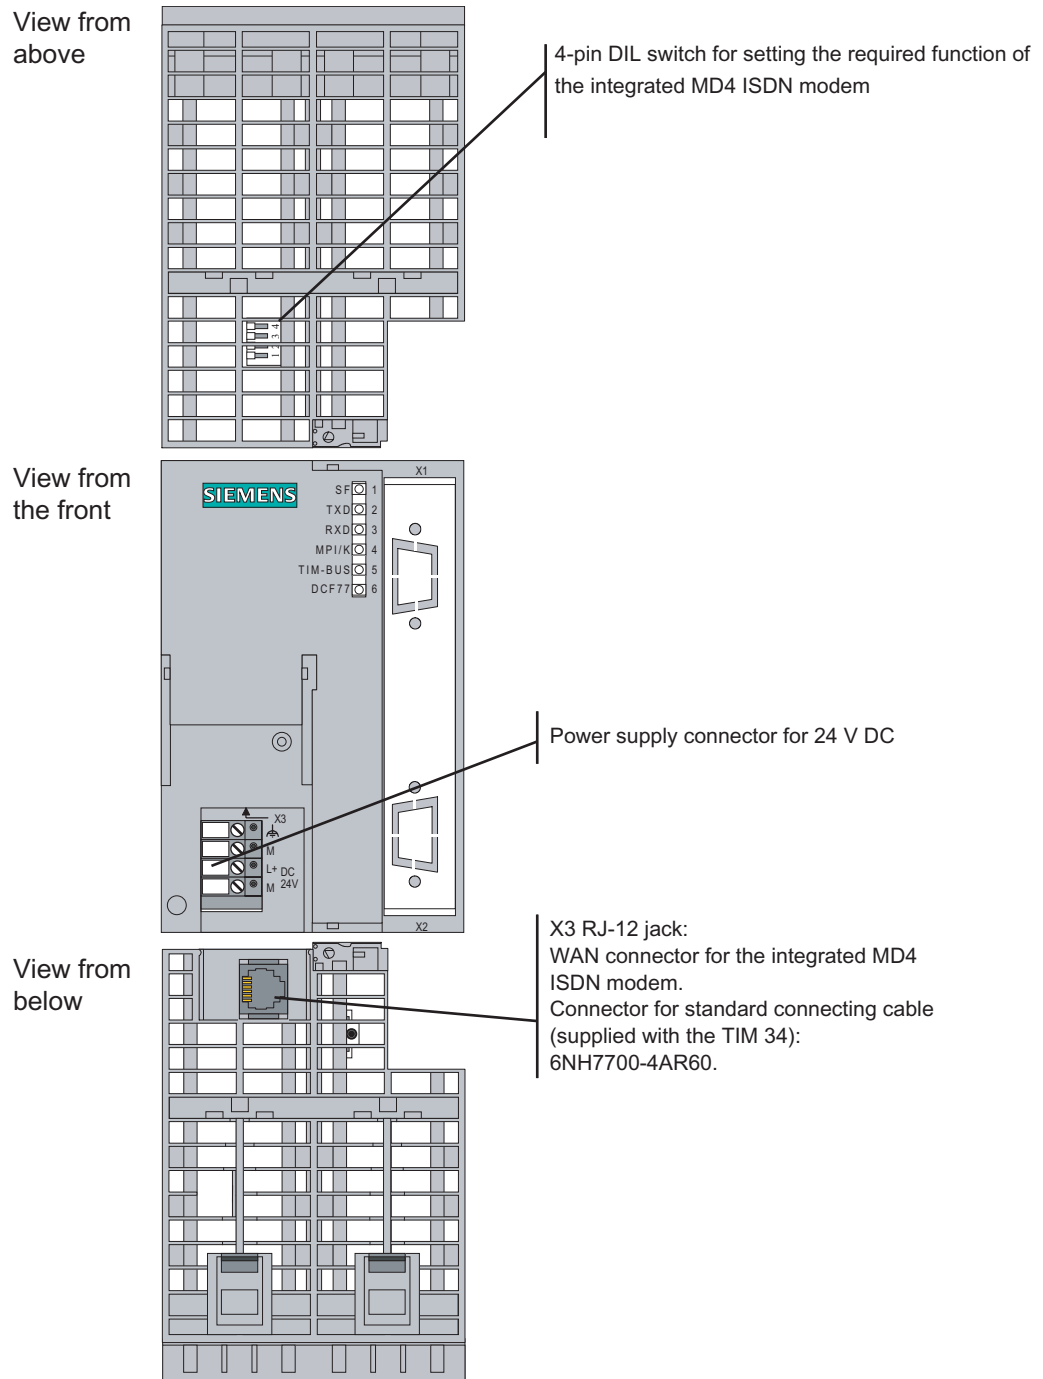 View from
above
4-pin DIL switch for setting the required function of
the integrated MD4 ISDN modem
4
3
2
1
View from
the front
SIEMENS
X1
SF 1
TXD 2
RXD 3
MPI/K 4
TIM-BUS 5
DCF77 6
Power supply connector for 24 V DC
X3
M
L+ DC
M 24V
X2
View from
below
X3 RJ-12 jack:
WAN connector for the integrated MD4
ISDN modem.
Connector for standard connecting cable
(supplied with the TIM 34):
6NH7700-4AR60.